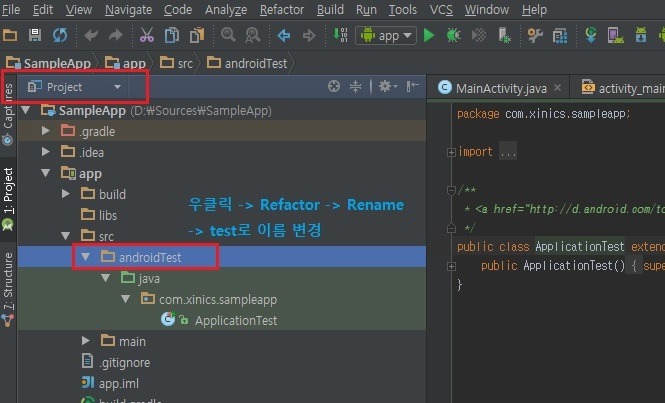 File Edit View Navigate Code Analyze Refactor Build Run Tools VCS Window Help
app
SampleApp app src androidTest
Project
MainActivity.java
SampleApp (D:₩Sources₩SampleApp)
.gradle
.idea
app
build
libs
src
androidTest
java
com.xinics.sampleapp
ApplicationTest
main
.gitignore
app.iml
build.gradle
우클릭 -> Refactor -> Rename
-> test로 이름 변경
Captures
1: Project
7: Structure
package com.xinics.sampleapp;
import ...
/**
* <a href="http://d.android.com/to
*/
public class ApplicationTest extend
public ApplicationTest() { supe
}